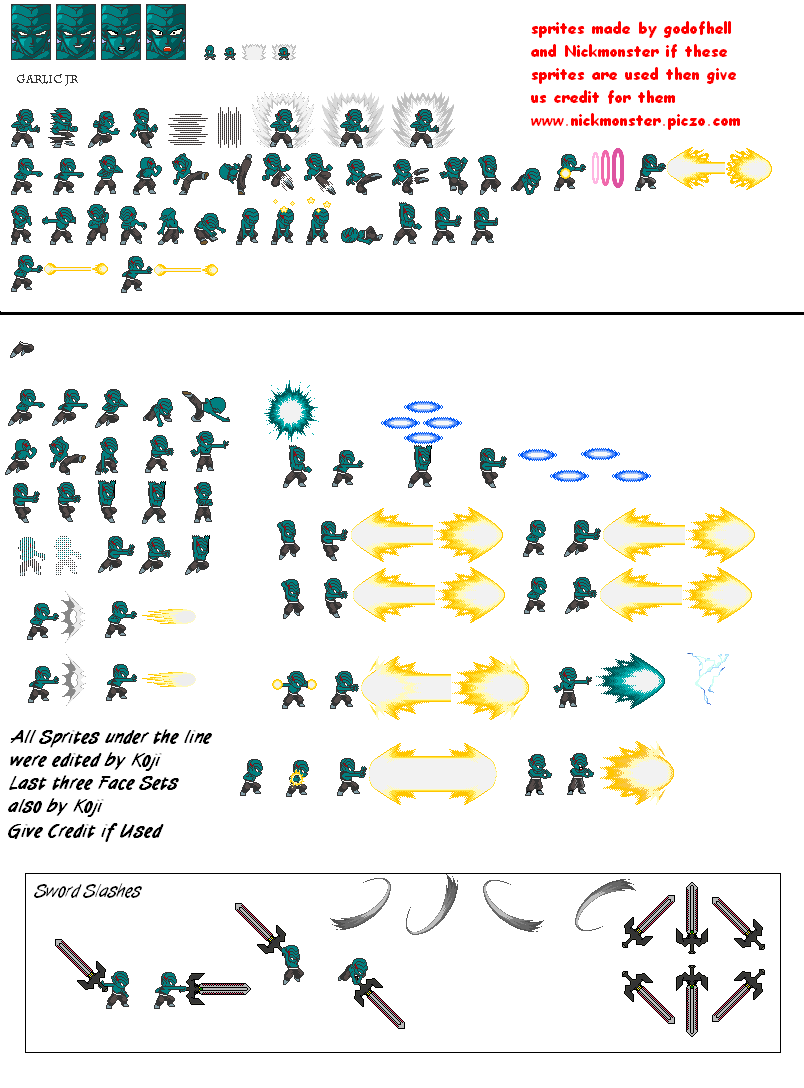 GARLIC JR
sprites made by godofhell
and Nickmonster if these
sprites are used then give
us credit for them
www.nickmonster.piczo.com
All Sprites under the line
were edited by Koji
Last three Face Sets
also by Koji
Give Credit if Used
Sword Slashes